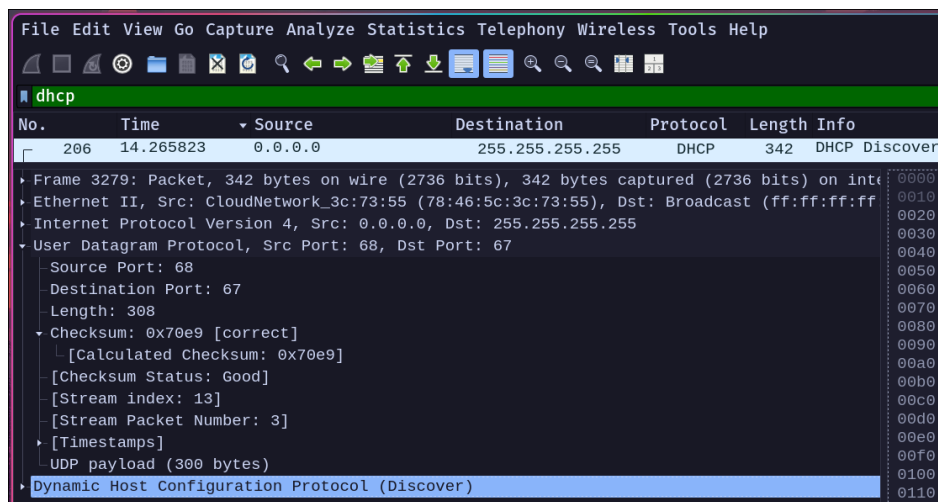 File Edit View Go Capture Analyze Statistics Telephony Wireless Tools Help
dhcp
No. Time Source Destination Protocol Length Info
206 14.265823 0.0.0.0 255.255.255.255 DHCP 342 DHCP Discover
Frame 3279: Packet, 342 bytes on wire (2736 bits), 342 bytes captured (2736 bits) on inte
Ethernet II, Src: CloudNetwork_3c:73:55 (78:46:5c:3c:73:55), Dst: Broadcast (ff:ff:ff:ff
Internet Protocol Version 4, Src: 0.0.0.0, Dst: 255.255.255.255
User Datagram Protocol, Src Port: 68, Dst Port: 67
Source Port: 68
Destination Port: 67
Length: 308
Checksum: 0x70e9 [correct]
[Calculated Checksum: 0x70e9]
[Checksum Status: Good]
[Stream index: 13]
[Stream Packet Number: 3]
[Timestamps]
UDP payload (300 bytes)
Dynamic Host Configuration Protocol (Discover)
0000
0010
0020
0030
0040
0050
0060
0070
0080
0090
00a0
00b0
00c0
00d0
00e0
00f0
0100
0110